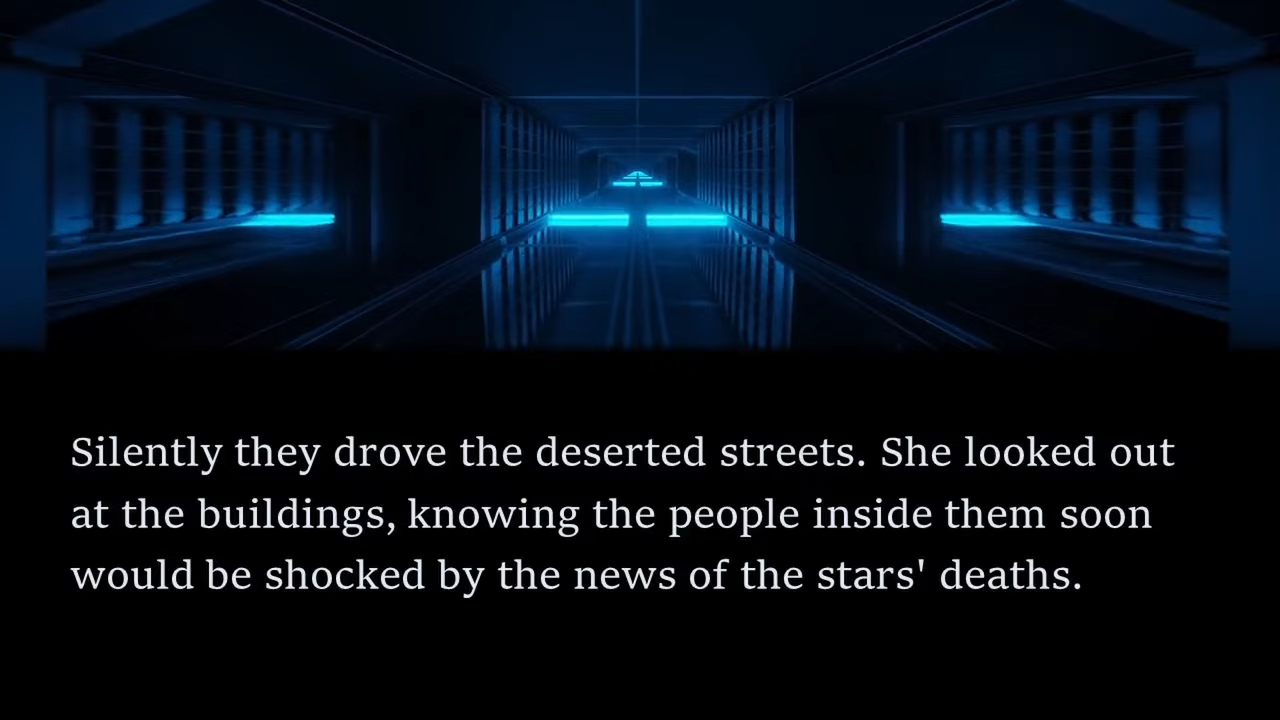 Silently they drove the deserted streets. She looked out
at the buildings, knowing the people inside them soon
would be shocked by the news of the stars' deaths.